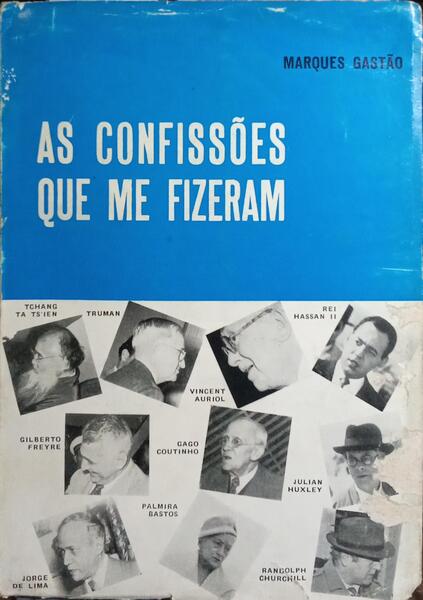 MARQUES GASTÃO
AS CONFISSÕES
QUE ME FIZERAM
TCHANG
TA TS'IEN
TRUMAN
VINCENT
AURIOL
REI
HASSAN II
GILBERTO
FREYRE
GAGO
COUTINHO
JULIAN
HUXLEY
JORGE
DE LIMA
PALMIRA
BASTOS
RANDOLPH
CHURCHILL